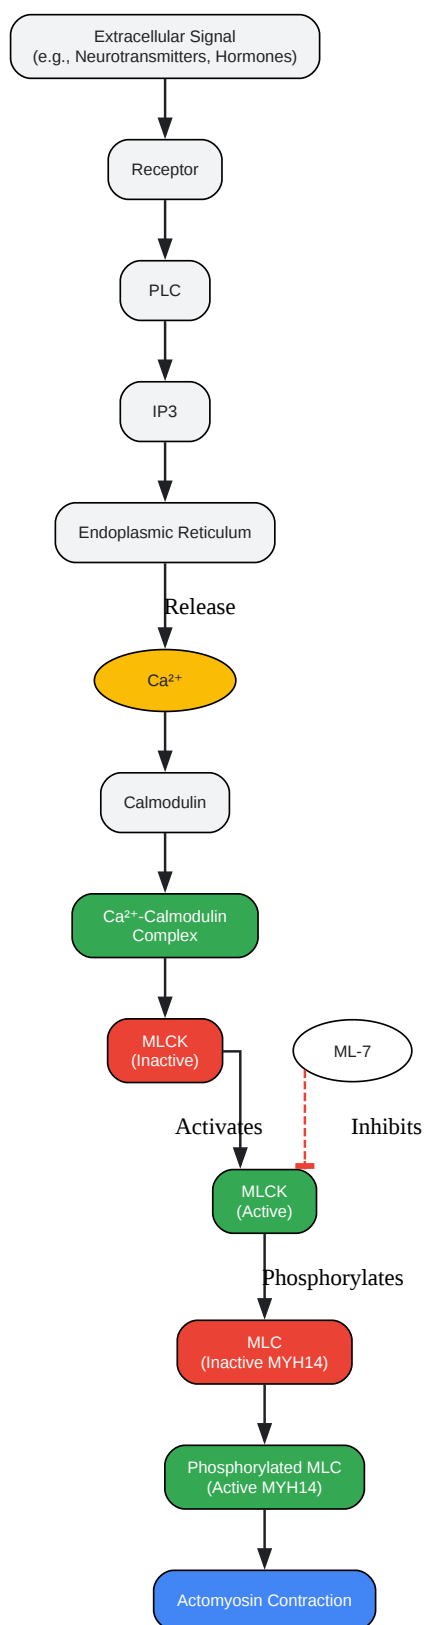 Extracellular Signal
(e.g., Neurotransmitters, Hormones)
Receptor
PLC
IP3
Endoplasmic Reticulum
Release
Ca²⁺
Calmodulin
Ca²⁺-Calmodulin
Complex
MLCK
(Inactive)
ML-7
Activates
Inhibits
MLCK
(Active)
Phosphorylates
MLC
(Inactive MYH14)
Phosphorylated MLC
(Active MYH14)
Actomyosin Contraction